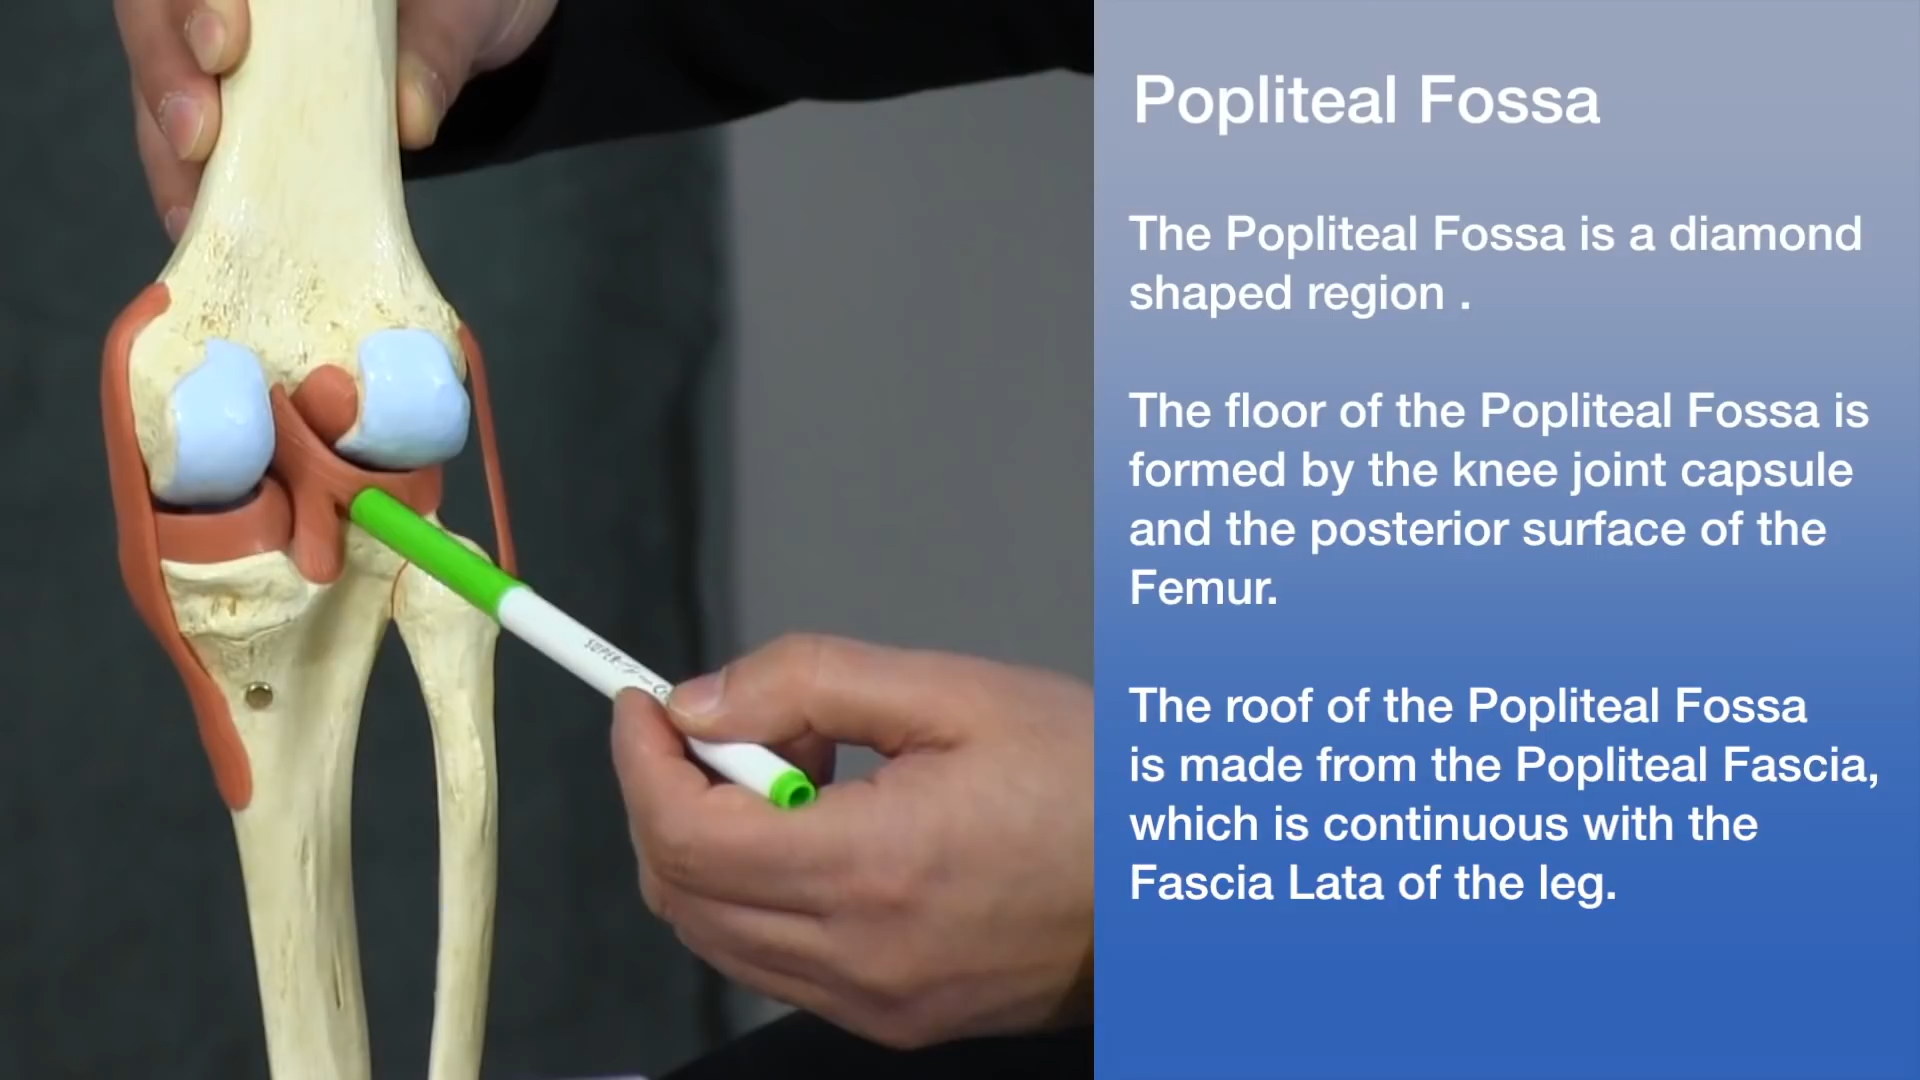 Popliteal Fossa
The Popliteal Fossa is a diamond
shaped region .
The floor of the Popliteal Fossa is
formed by the knee joint capsule
and the posterior surface of the
Femur.
The roof of the Popliteal Fossa
is made from the Popliteal Fascia,
which is continuous with the
Fascia Lata of the leg.
SUPER